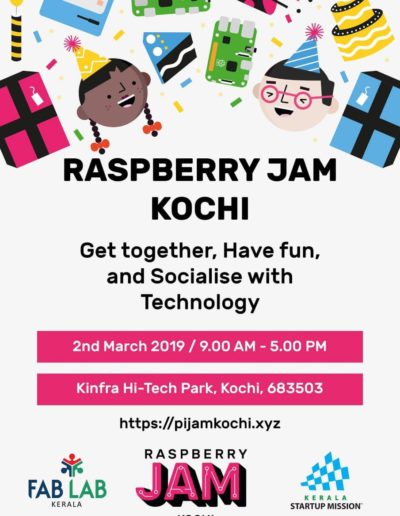 RASPBERRY JAM
KOCHI
Get together, Have fun,
and Socialise with
Technology
2nd March 2019 / 9.00 AM - 5.00 PM
Kinfra Hi-Tech Park, Kochi, 683503
https://pijamkochi.xyz
FAB LAB
KERALA
RASPBERRY
JAM
KOCHI
KERALA
STARTUP MISSION